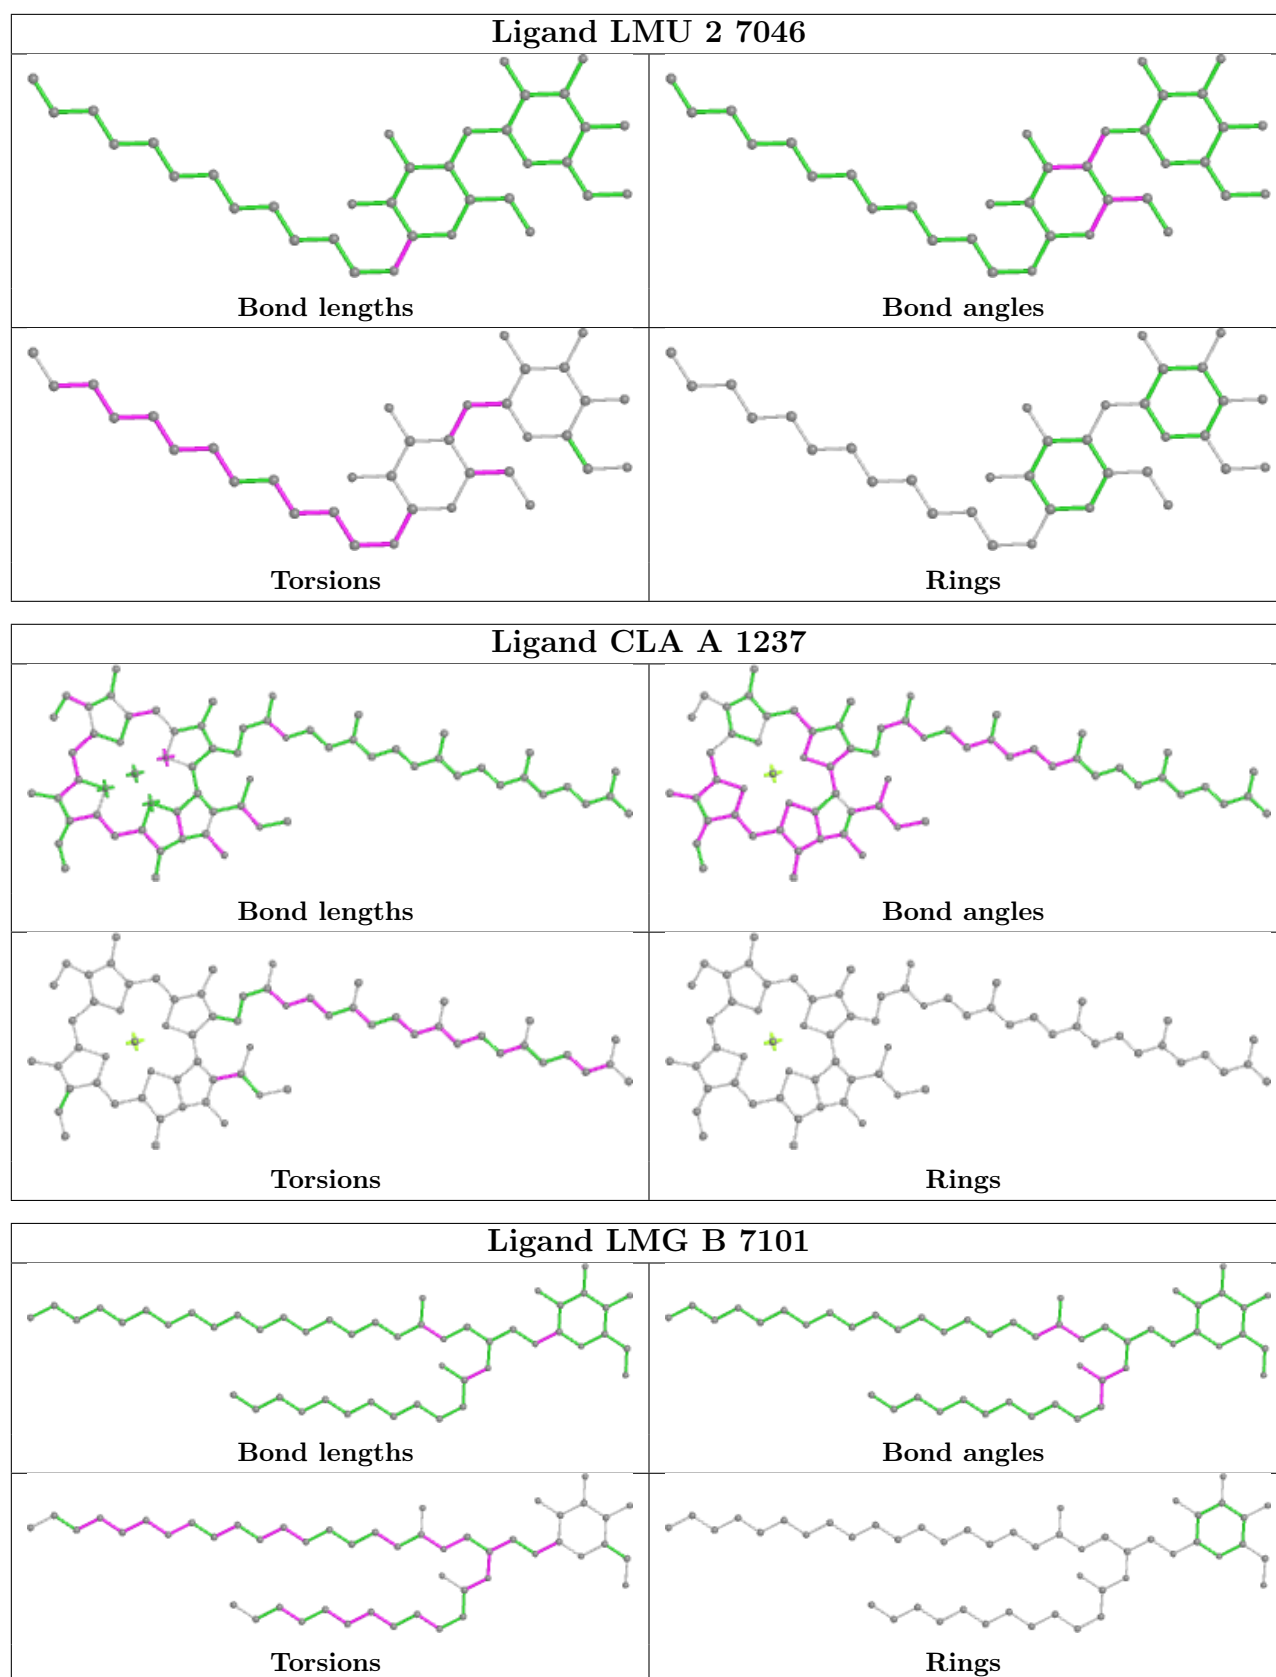 Ligand LMU 2 7046
Bond lengths
Bond angles
Torsions
Rings
Ligand CLA A 1237
Bond lengths
Bond angles
Torsions
Rings
Ligand LMG B 7101
Bond lengths
Bond angles
Torsions
Rings